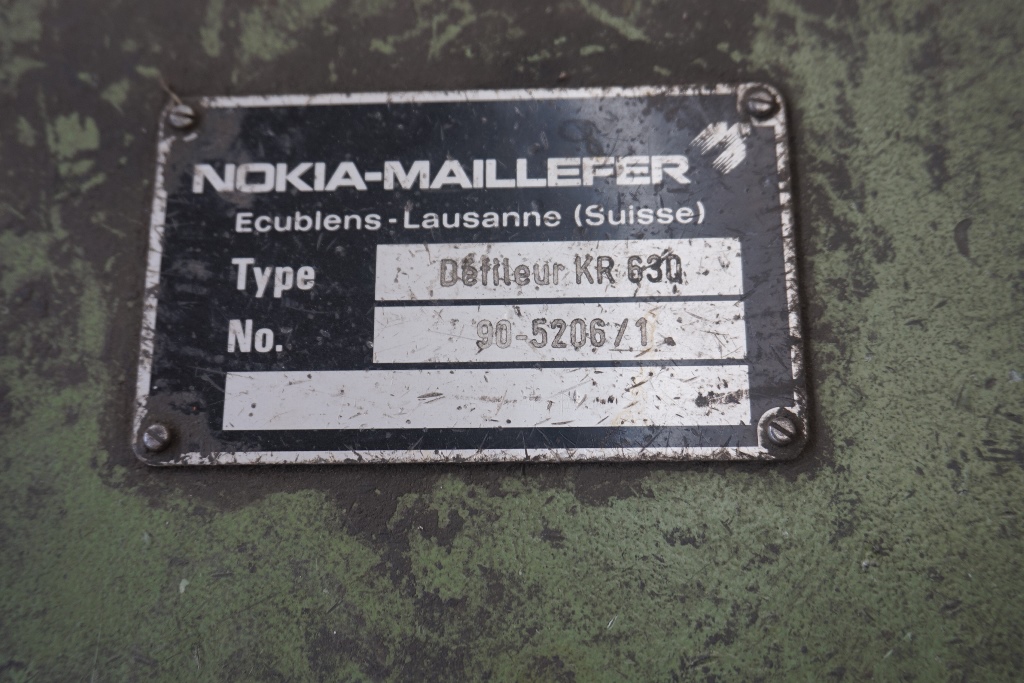 NOKIA-MAILLEFER
Ecublens-Lausanne (Suisse)
Type Défileur KR 630
No. 90-5206/1